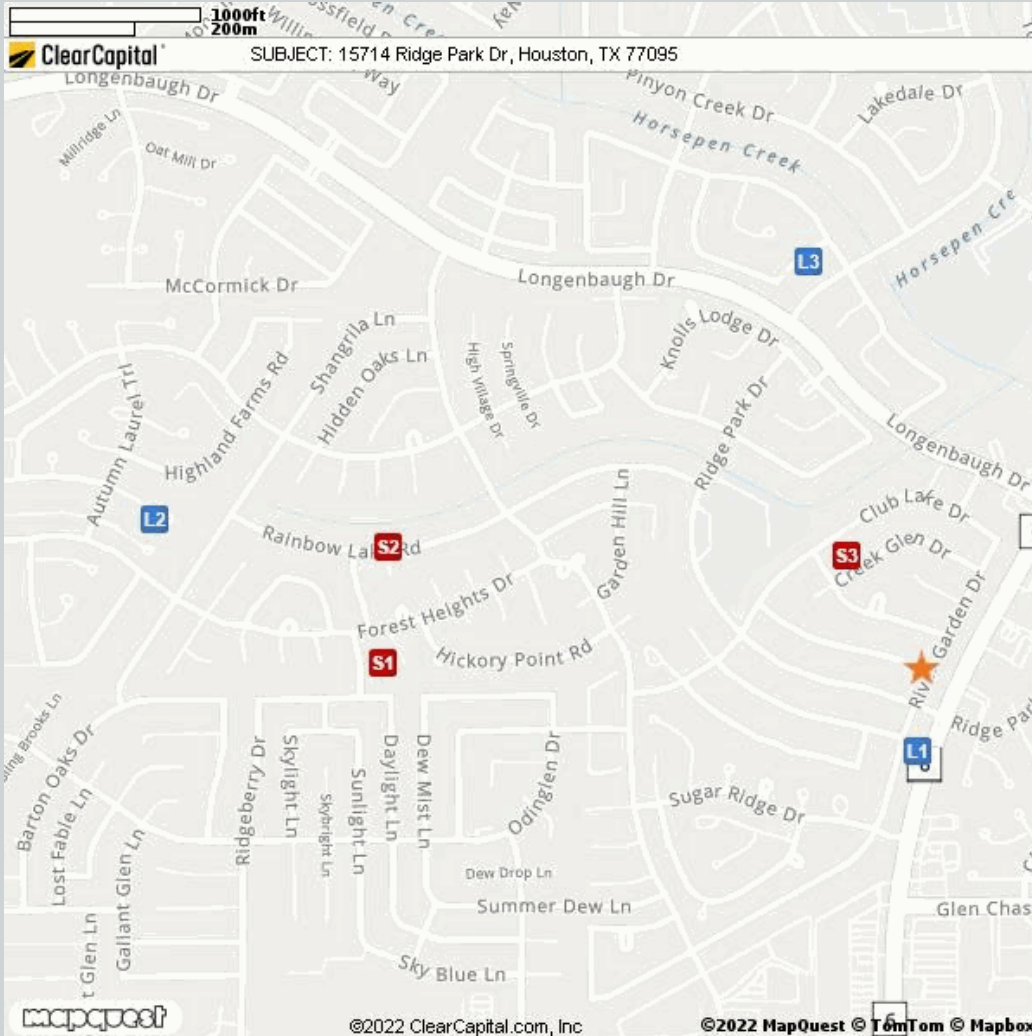 1000ft
200m
ClearCapital
SUBJECT: 15714 Ridge Park Dr, Houston, TX 77095
Longenbaugh Dr
Way
Pinyon Creek Dr
Lakedale Dr
Millridge Ln
Oat Mill Dr
Horsepen Creek
Horsepen Cre
L3
McCormick Dr
Longenbaugh Dr
Shangrila Ln
Knolls Lodge Dr
Hidden Oaks Ln
High Village Dr
Springville Dr
Autumn Laurel Trl
Highland Farms Rd
Ridge Park Dr
Longenbaugh Dr
L2
Club Lake Dr
Rainbow La
S2
Rd
Garden Hill Ln
S3
Creek Glen Dr
Forest Heights Dr
S1
Hickory Point Rd
Garden Dr
Ridge Par
L1
Barton Oaks Dr
Ridgeberry Dr
Skylight Ln
Skybright Ln
Sunlight Ln
Daylight Ln
Dew Mist Ln
Odinglen Dr
Sugar Ridge Dr
Lost Fable Ln
Gallant Glen Ln
Dew Drop Ln
Summer Dew Ln
Glen Chas
t Glen Ln
Sky Blue Ln
6
mapquest
©2022 ClearCapital.com, Inc
©2022 MapQuest © TomTom © Mapbox